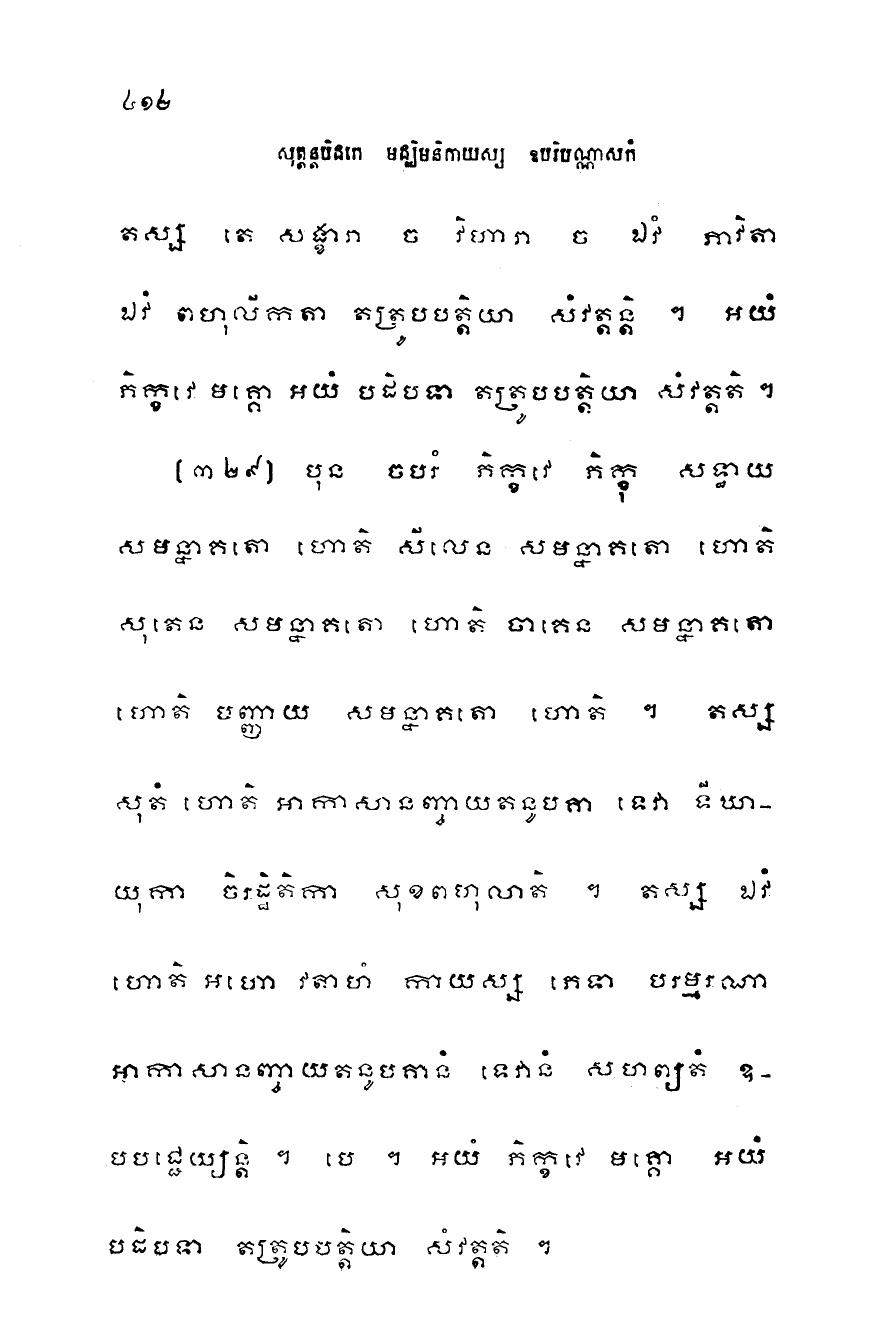 ៤១២
សុត្តន្តបិដកេ មជ្ឈិមនិកាយស្ស ឧបរិបណ្ណាសកំ
តស្ស តេ សង្ខារា ច វិហារា ច ឯវំ ភាវិតា
ឯវំ ពហុលីកតា តត្រូបបត្តិយា សំវត្តន្តិ ។ អយំ
ភិក្ខវេ មគ្គោ អយំ បដិបទា តត្រូបបត្តិយា សំវត្តតិ ។
(៣២៩) បុន ចបរំ ភិក្ខវេ ភិក្ខុ សទ្ធាយ
សមន្នាគតោ ហោតិ សីលេន សមន្នាគតោ ហោតិ
សុតេន សមន្នាគតោ ហោតិ ចាគេន សមន្នាគតោ
ហោតិ បញ្ញាយ សមន្នាគតោ ហោតិ ។ តស្ស
សុតំ ហោតិ អាកាសានញ្ចាយតនូបគា ទេវា ទីឃា-
យុកា ចិរដ្ឋិតិកា សុខពហុលាតិ ។ តស្ស ឯវំ
ហោតិ អហោ វតាហំ កាយស្ស ភេទា បរម្មរណា
អាកាសានញ្ចាយតនូបគានំ ទេវានំ សហព្យតំ ឧ-
បបជ្ជេយ្យន្តិ ។ បេ ។ អយំ ភិក្ខវេ មគ្គោ អយំ
បដិបទា តត្រូបបត្តិយា សំវត្តតិ ។